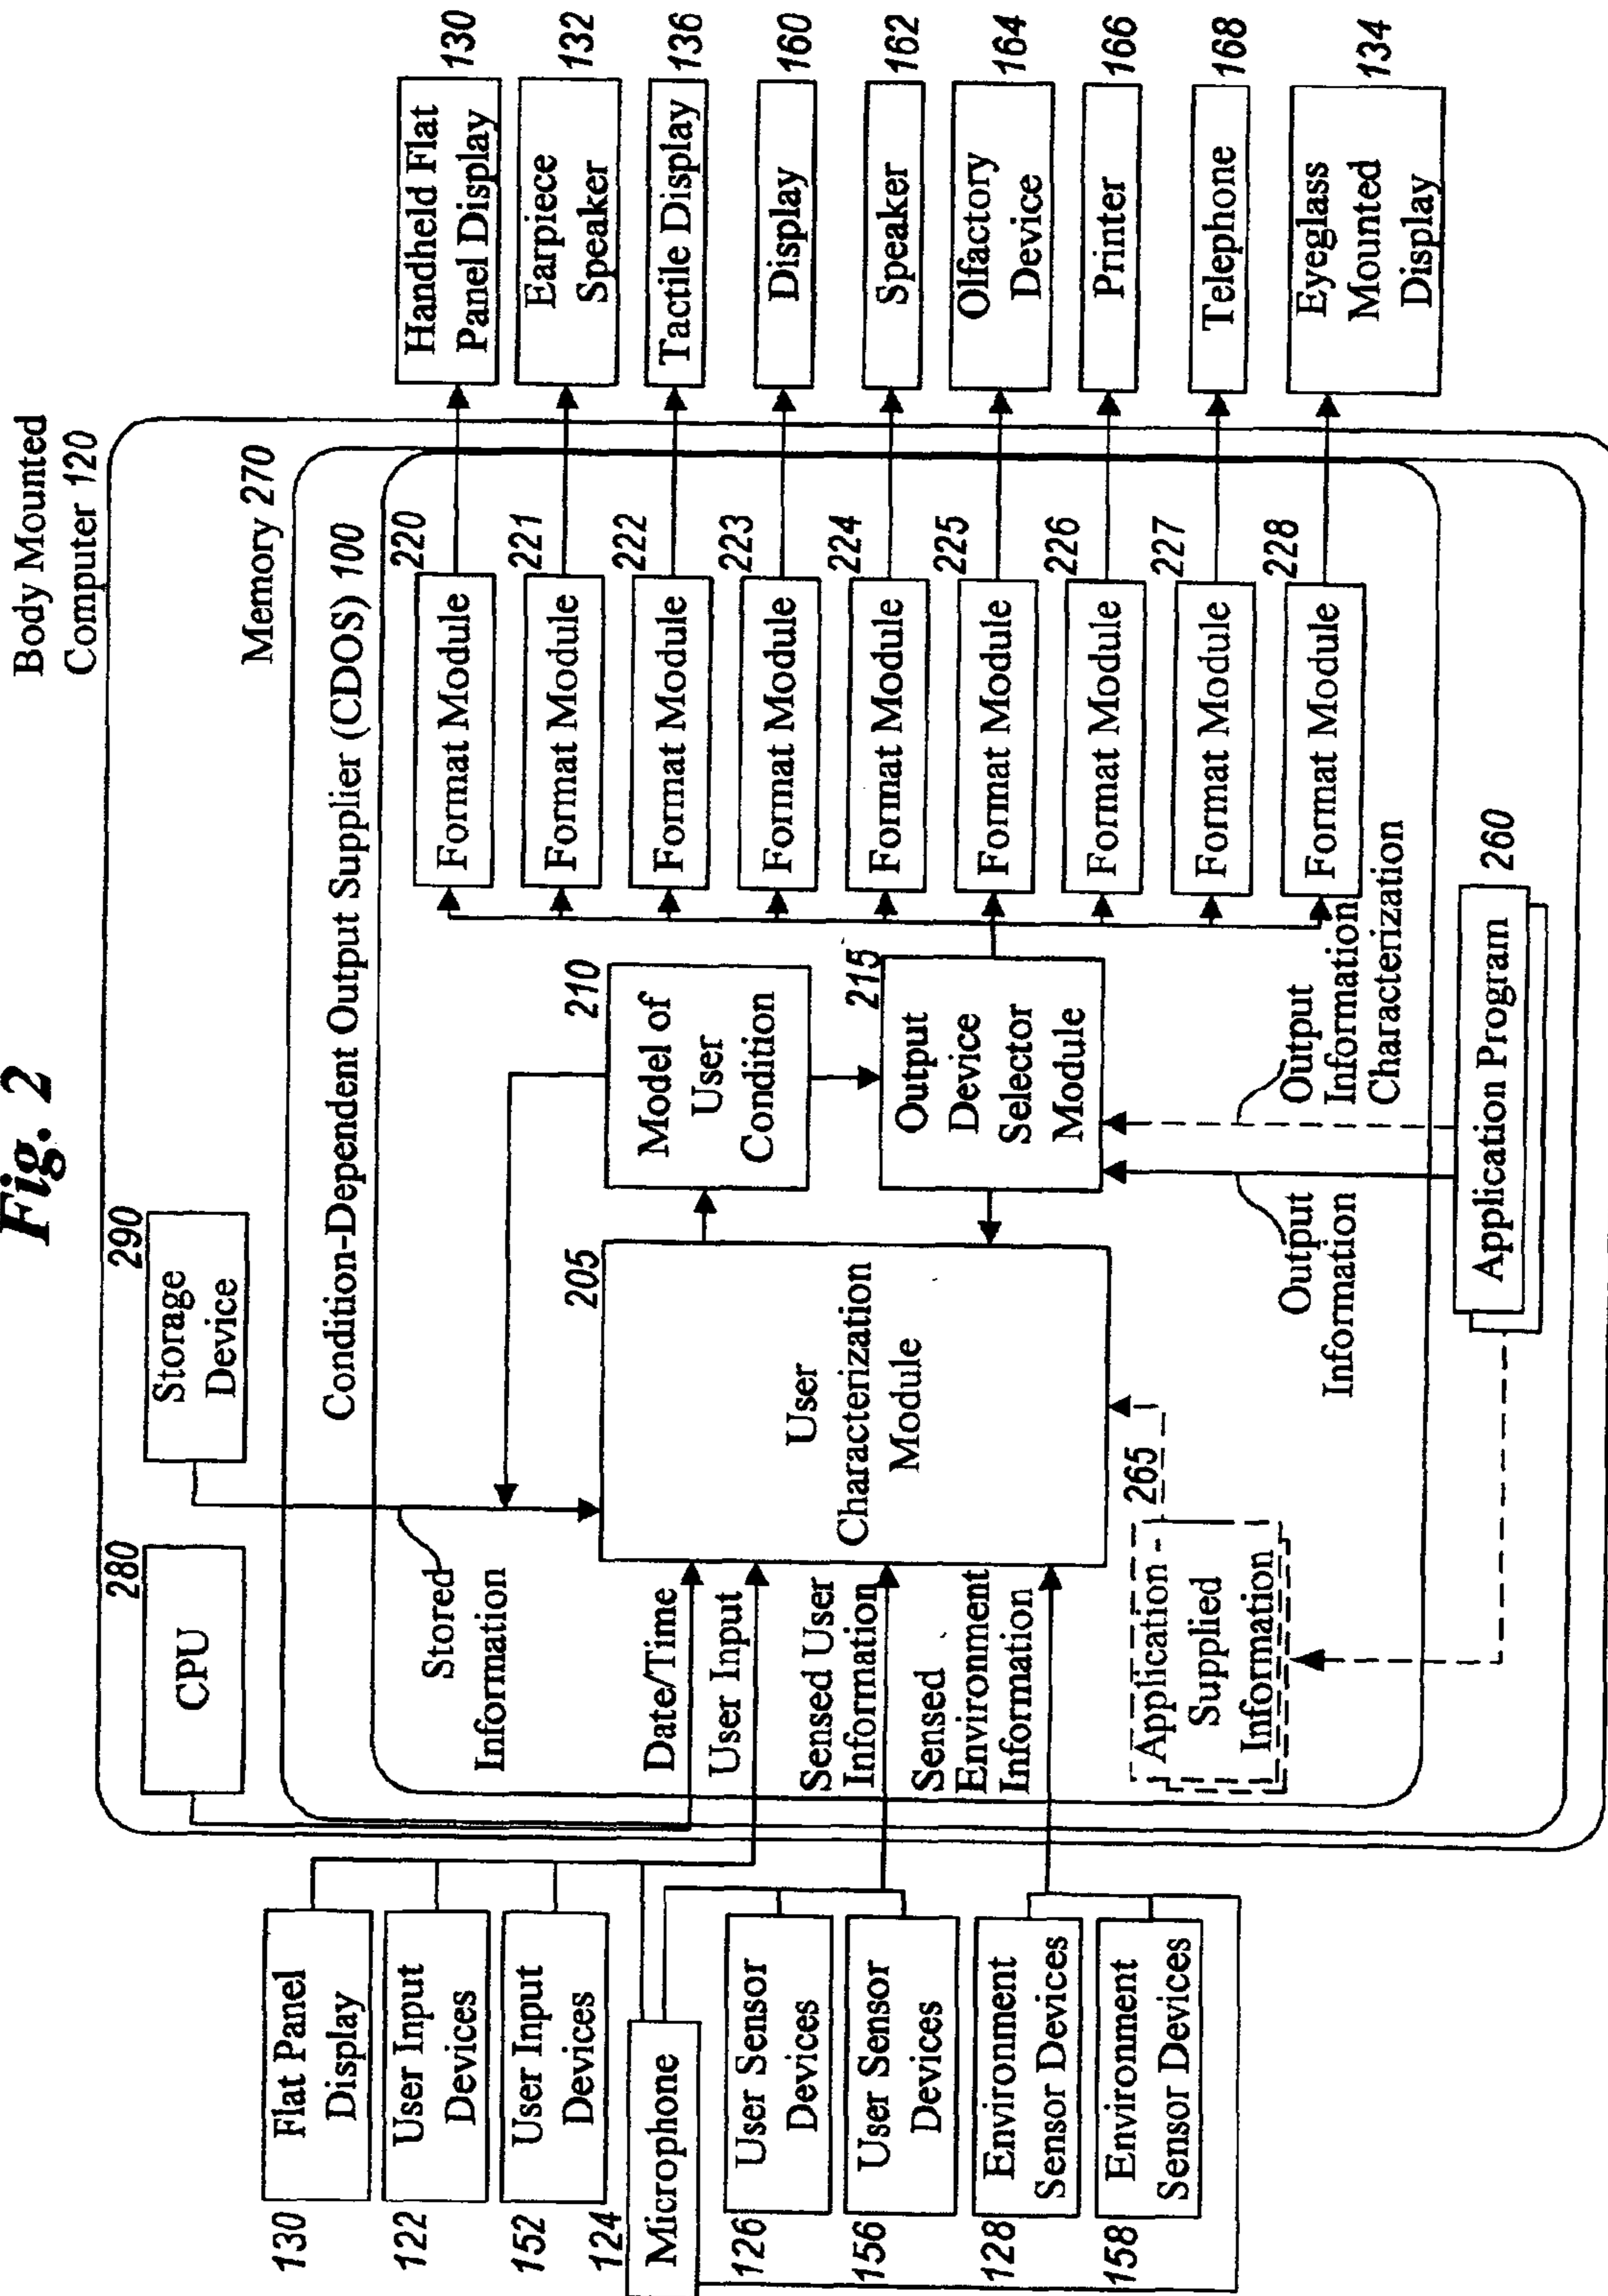 Fig. 2
Body Mounted
Computer 120
Memory 270
Condition-Dependent Output Supplier (CDOS) 100
280
CPU
290
Storage
Device
Stored
Information
Date/Time
User Input
Sensed User
Information
Sensed
Environment
Information
130
Flat Panel
Display
122
User Input
Devices
152
User Input
Devices
124
Microphone
126
User Sensor
Devices
156
User Sensor
Devices
128
Environment
Sensor Devices
158
Environment
Sensor Devices
205
User
Characterization
Module
210
Model of
User
Condition
215
Output
Device
Selector
Module
265
Application
Supplied
Information
Output
Information
Output
Information
Characterization
260
Application Program
220
Format Module
221
Format Module
222
Format Module
223
Format Module
224
Format Module
225
Format Module
226
Format Module
227
Format Module
228
Format Module
Handheld Flat
Panel Display
130
Earpiece
Speaker
132
Tactile Display
136
Display
160
Speaker
162
Olfactory
Device
164
Printer
166
Telephone
168
Eyeglass
Mounted
Display
134